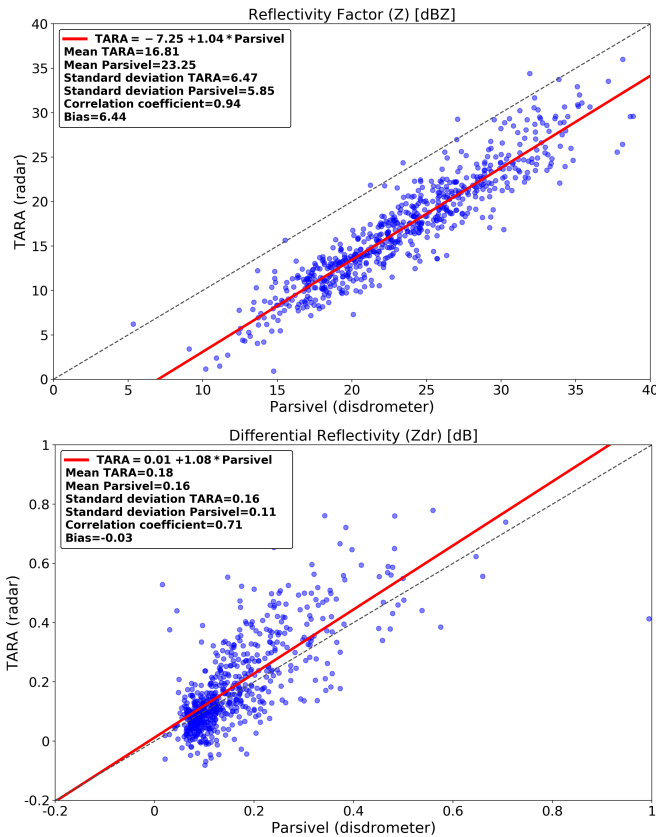 Reflectivity Factor (Z) [dBZ]
40
35
30
25
20
15
10
5
0
TARA (radar)
TARA = − 7.25 +1.04 * Parsivel
Mean TARA=16.81
Mean Parsivel=23.25
Standard deviation TARA=6.47
Standard deviation Parsivel=5.85
Correlation coefficient=0.94
Bias=6.44
0 5 10 15 20 25 30 35 40
Parsivel (disdrometer)
Differential Reflectivity (Zdr) [dB]
1
0.8
0.6
0.4
0.2
0
-0.2
TARA (radar)
TARA = 0.01 +1.08 * Parsivel
Mean TARA=0.18
Mean Parsivel=0.16
Standard deviation TARA=0.16
Standard deviation Parsivel=0.11
Correlation coefficient=0.71
Bias=-0.03
-0.2 0 0.2 0.4 0.6 0.8 1
Parsivel (disdrometer)